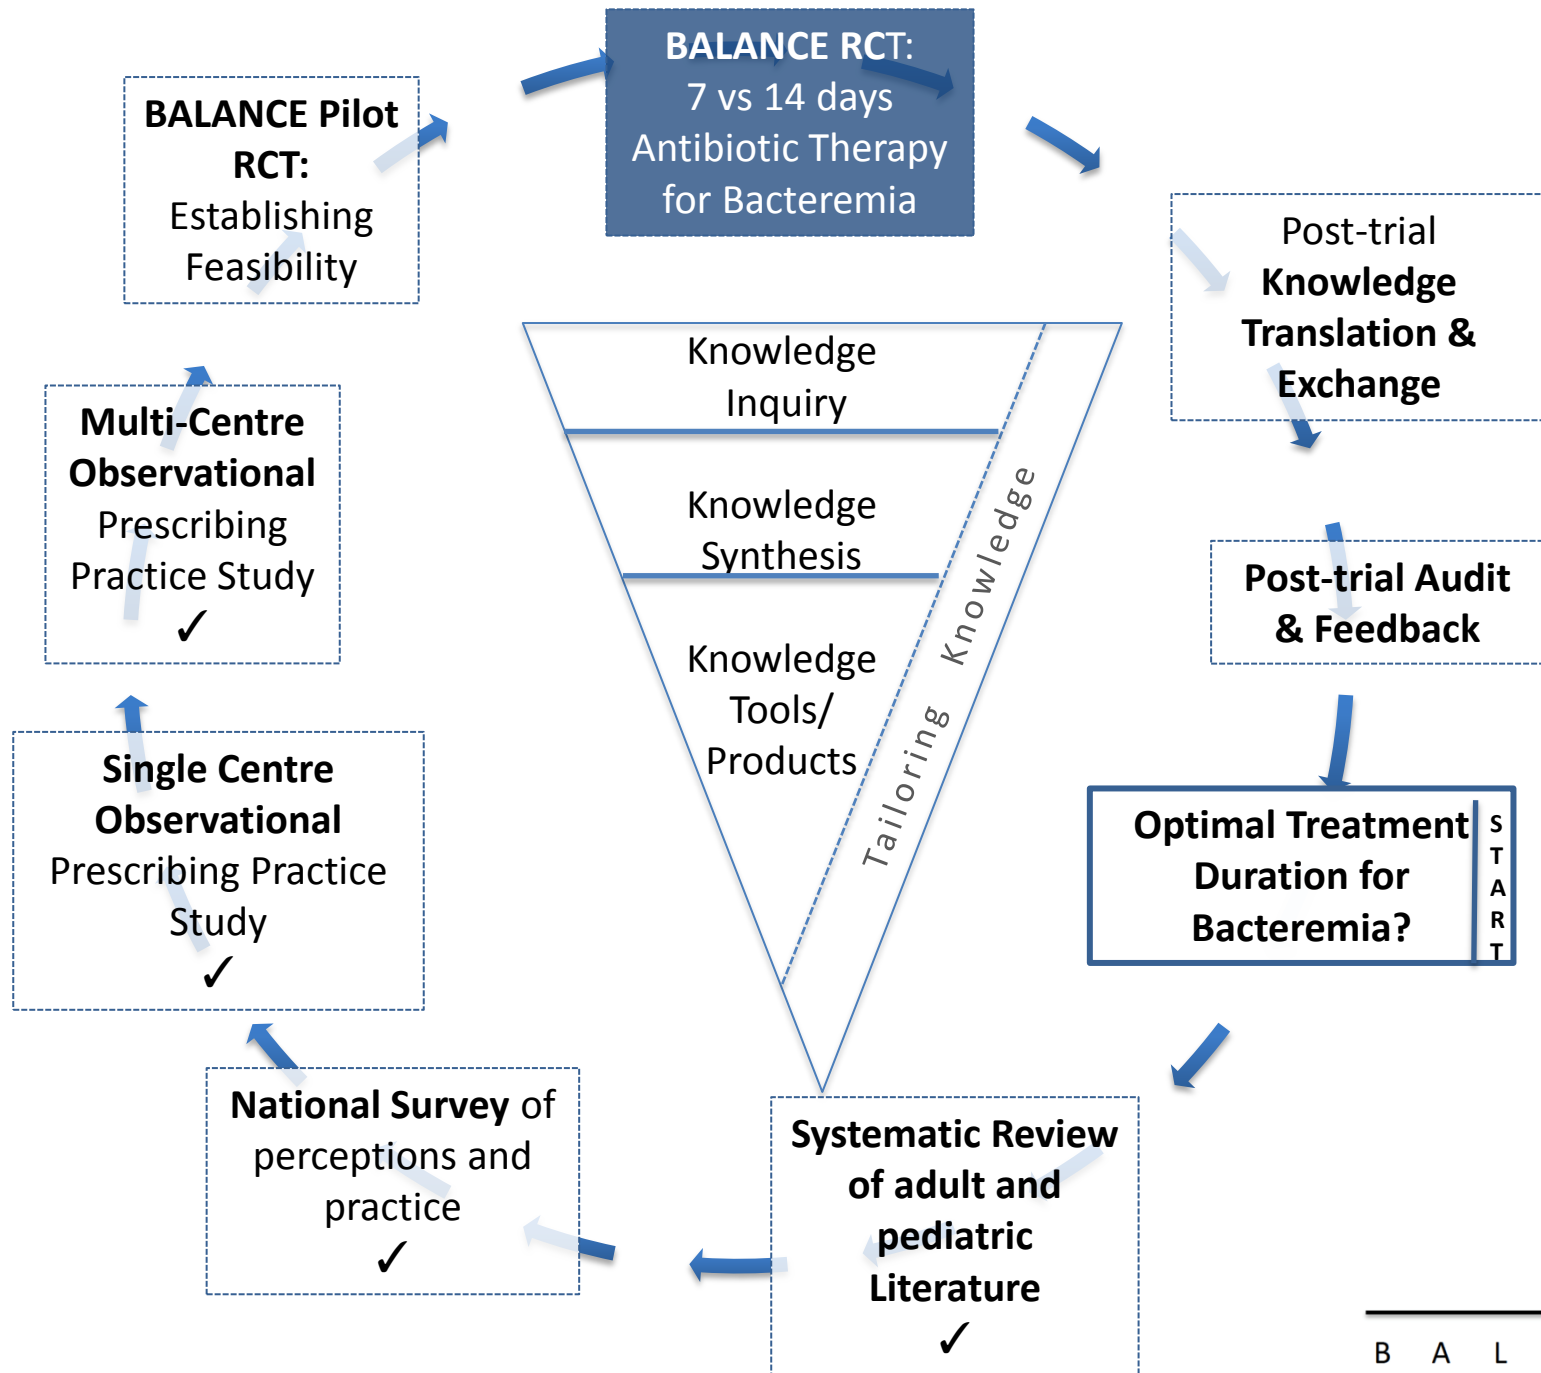 BALANCE RCT:
7 vs 14 days
Antibiotic Therapy
for Bacteremia
BALANCE Pilot
RCT:
Establishing
Feasibility
Post-trial
Knowledge
Translation &
Exchange
Knowledge
Inquiry
Knowledge
Synthesis
Knowledge
Tools/
Products
Tailoring Knowledge
Multi-Centre
Observational
Prescribing
Practice Study
✓
Post-trial Audit
& Feedback
Single Centre
Observational
Prescribing Practice
Study
✓
Optimal Treatment
Duration for
Bacteremia?
START
National Survey of
perceptions and
practice
✓
Systematic Review
of adult and
pediatric
Literature
✓
B A L